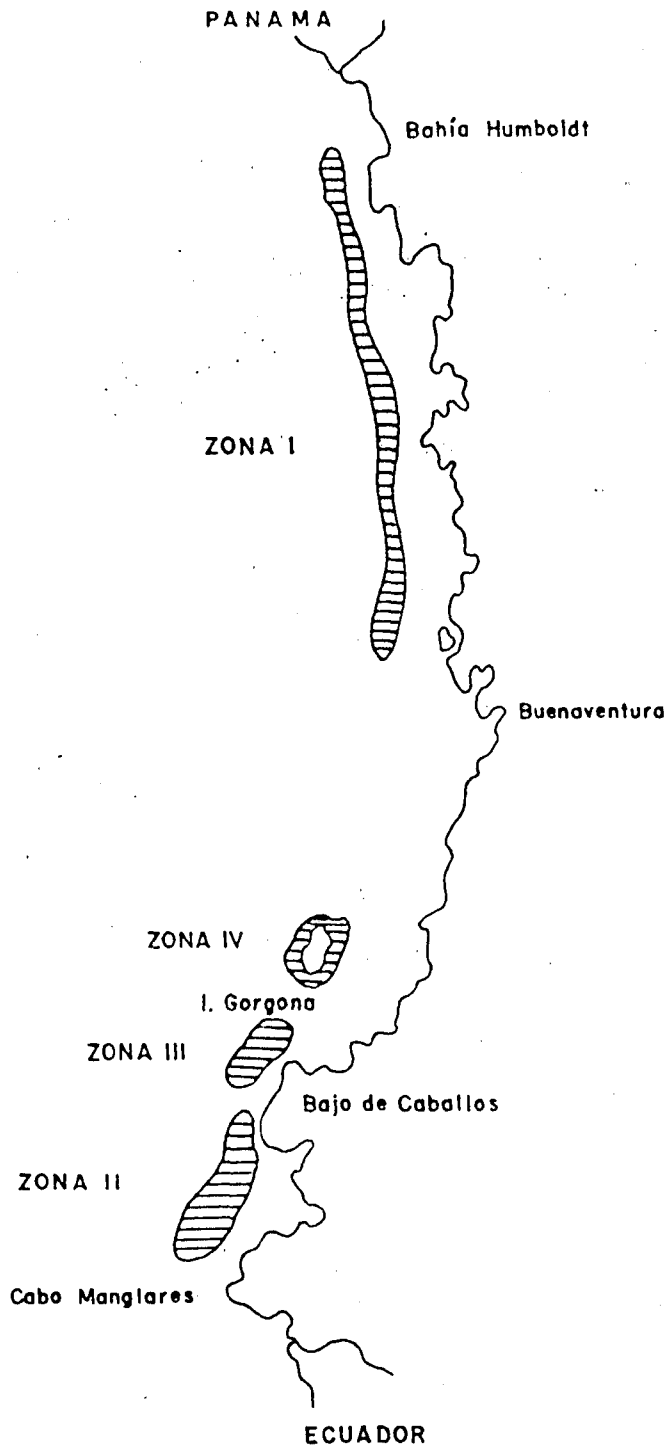 PANAMA
Bahía Humboldt
ZONA I
Buenaventura
ZONA IV
I. Gorgona
ZONA III
Bajo de Caballos
ZONA II
Cabo Manglares
ECUADOR